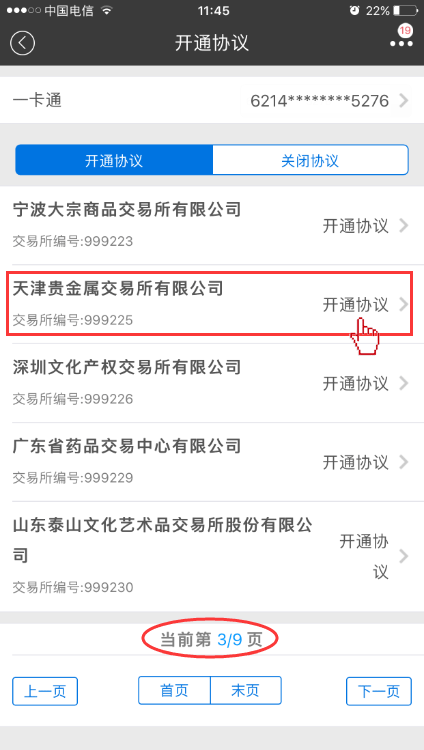 中国电信 11:45 22%
开通协议 19
一卡通 6214********5276
开通协议 关闭协议
宁波大宗商品交易所有限公司
交易所编号:999223
开通协议
天津贵金属交易所有限公司
交易所编号:999225
开通协议
深圳文化产权交易所有限公司
交易所编号:999226
开通协议
广东省药品交易中心有限公司
交易所编号:999229
开通协议
山东泰山文化艺术品交易所股份有限公
司
交易所编号:999230
开通协
议
当前第 3/9 页
上一页 首页 末页 下一页